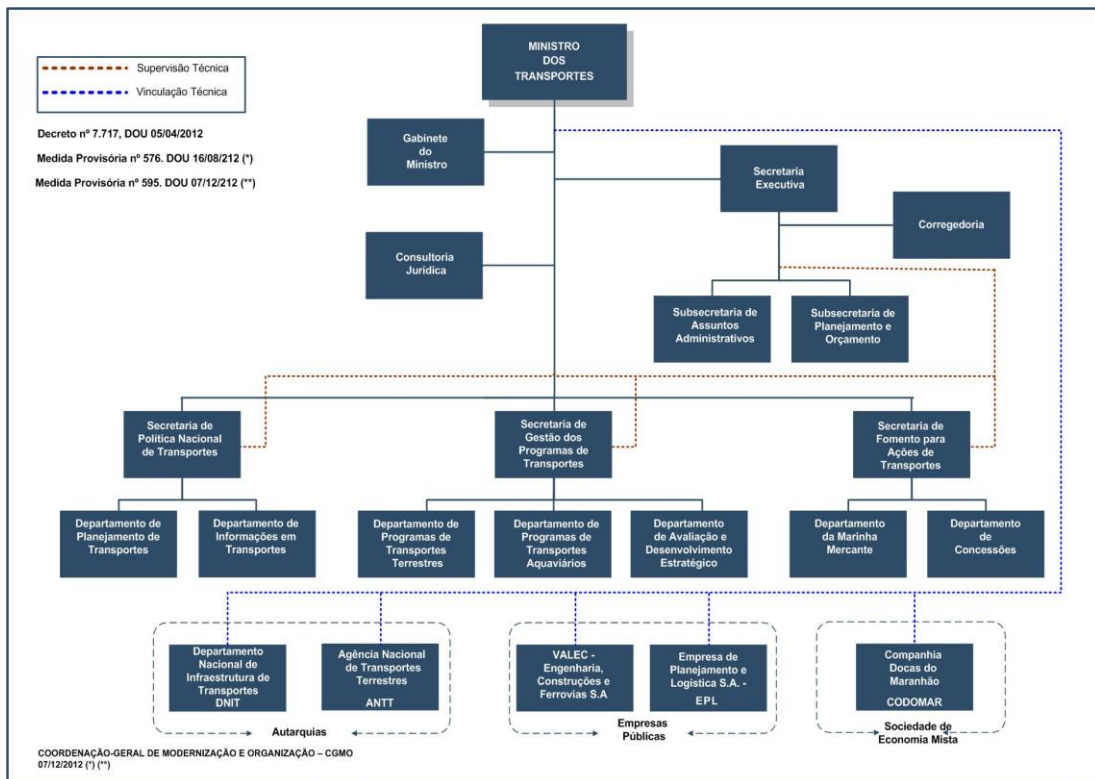 MINISTRO
DOS
TRANSPORTES
Supervisão Técnica
Vinculação Técnica
Decreto nº 7.717, DOU 05/04/2012
Medida Provisória nº 576. DOU 16/08/212 (*)
Medida Provisória nº 595. DOU 07/12/212 (**)
Gabinete
do
Ministro
Secretaria
Executiva
Corregedoria
Consultoria
Jurídica
Subsecretaria de
Assuntos
Administrativos
Subsecretaria de
Planejamento e
Orçamento
Secretaria de
Política Nacional
de Transportes
Secretaria de
Gestão dos
Programas de
Transportes
Secretaria de
Fomento para
Ações de
Transportes
Departamento de
Planejamento de
Transportes
Departamento de
Informações em
Transportes
Departamento de
Programas de
Transportes
Terrestres
Departamento de
Programas de
Transportes
Aquaviários
Departamento
de Avaliação e
Desenvolvimento
Estratégico
Departamento
da Marinha
Mercante
Departamento
de
Concessões
Departamento
Nacional de
Infraestrutura de
Transportes
DNIT
Agência Nacional
de Transportes
Terrestres
ANTT
VALEC -
Engenharia,
Construções e
Ferrovias S.A
Empresa de
Planejamento e
Logística S.A. -
EPL
Companhia
Docas do
Maranhão
CODOMAR
Autarquias
Empresas
Públicas
Sociedade de
Economia Mista
COORDENAÇÃO-GERAL DE MODERNIZAÇÃO E ORGANIZAÇÃO – CGMO
07/12/2012 (*) (**)